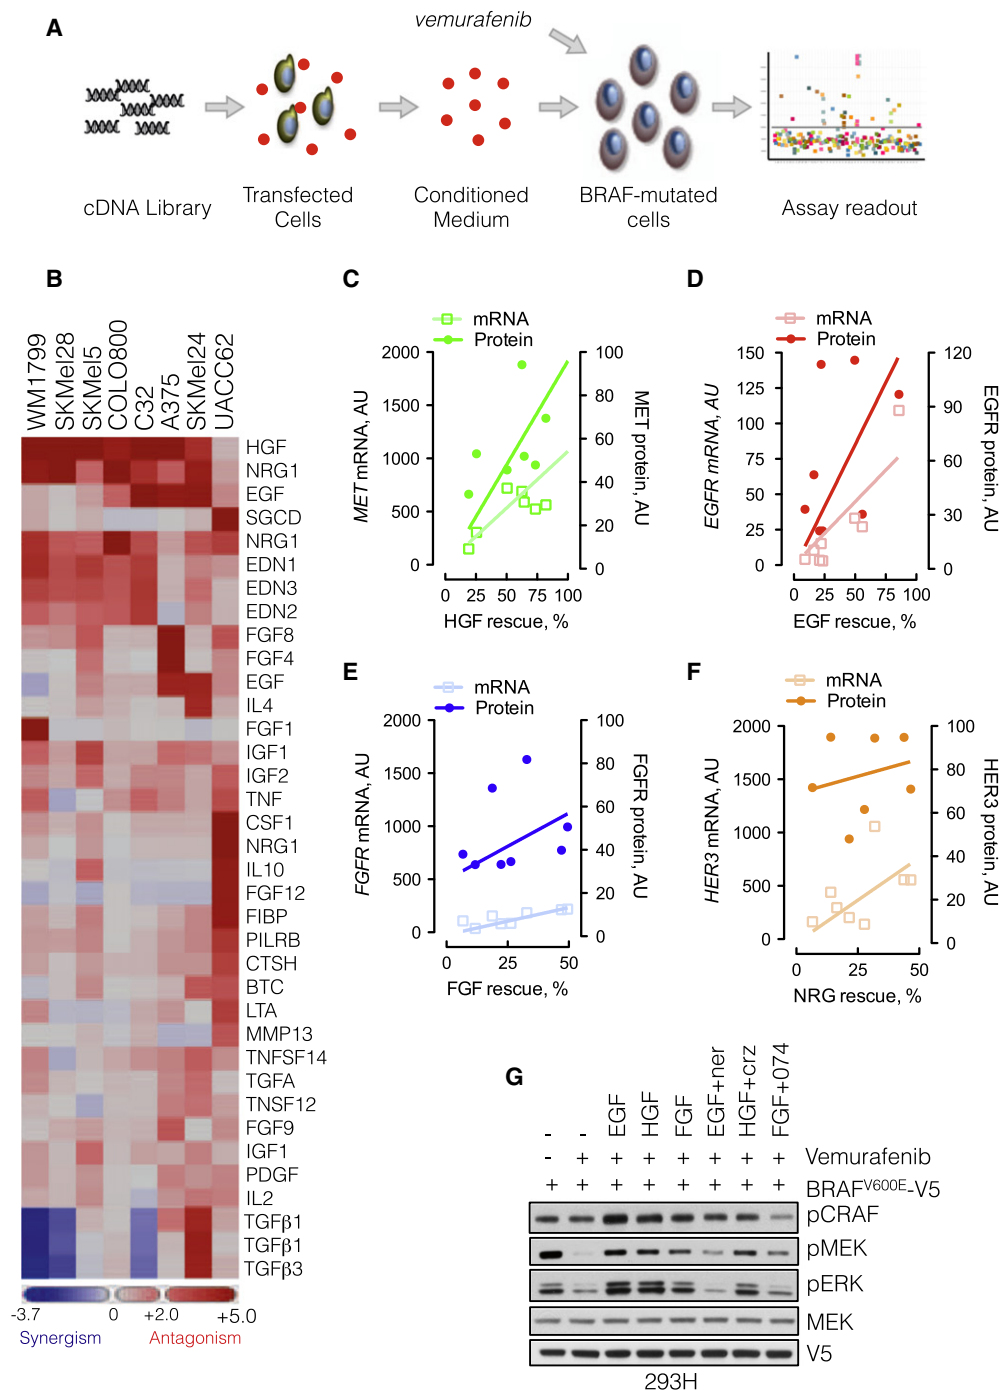 A
vemurafenib
cDNA Library
Transfected
Cells
Conditioned
Medium
BRAF-mutated
cells
Assay readout
B
WM1799
SKMel28
SKMel5
COLO800
C32
A375
SKMel24
UACC62
HGF
NRG1
EGF
SGCD
NRG1
EDN1
EDN3
EDN2
FGF8
FGF4
EGF
IL4
FGF1
IGF1
IGF2
TNF
CSF1
NRG1
IL10
FGF12
FIBP
PILRB
CTSH
BTC
LTA
MMP13
TNFSF14
TGFA
TNSF12
FGF9
IGF1
PDGF
IL2
TGFβ1
TGFβ1
TGFβ3
-3.7 0 +2.0 +5.0
Synergism Antagonism
C
mRNA
Protein
2000
1500
1000
500
0
MET mRNA, AU
100
80
60
40
20
0
MET protein, AU
0 25 50 75 100
HGF rescue, %
D
mRNA
Protein
150
125
100
75
50
25
0
EGFR mRNA, AU
120
90
60
30
0
EGFR protein, AU
0 25 50 75 100
EGF rescue, %
E
mRNA
Protein
2000
1500
1000
500
0
FGFR mRNA, AU
100
80
60
40
20
0
FGFR protein, AU
0 25 50
FGF rescue, %
F
mRNA
Protein
2000
1500
1000
500
0
HER3 mRNA, AU
100
80
60
40
20
0
HER3 protein, AU
0 25 50
NRG rescue, %
G
- - EGF HGF FGF EGF+ner HGF+crz FGF+074
- + + + + + + + Vemurafenib
+ + + + + + + + BRAFV600E-V5
pCRAF
pMEK
pERK
MEK
V5
293H